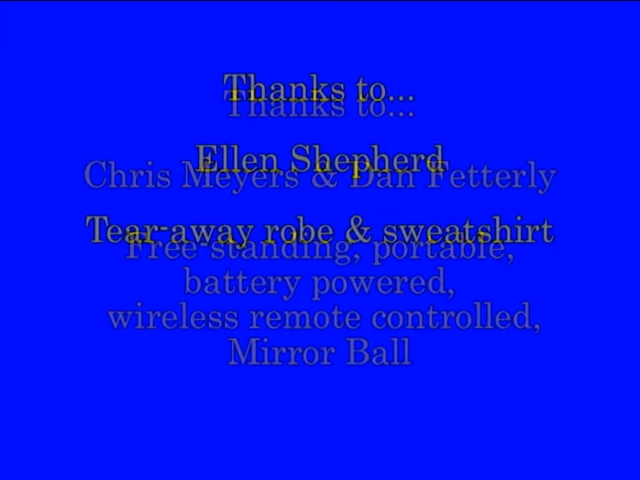 Thanks to...
Ellen Shepherd
Tear-away robe & sweatshirt
Thanks to...
Chris Meyers & Dan Fetterly
Free-standing, portable,
battery powered,
wireless remote controlled,
Mirror Ball